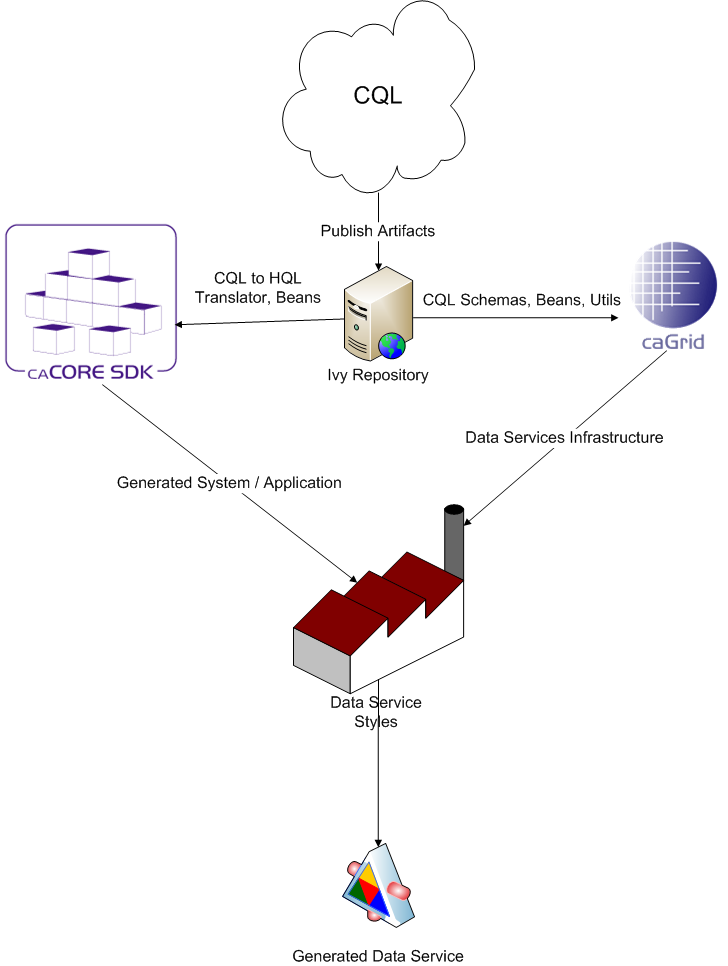 CQL
Publish Artifacts
CQL to HQL
Translator, Beans
CQL Schemas, Beans, Utils
caCORE SDK
caGrid
Ivy Repository
Data Services Infrastructure
Generated System / Application
Data Service
Styles
Generated Data Service